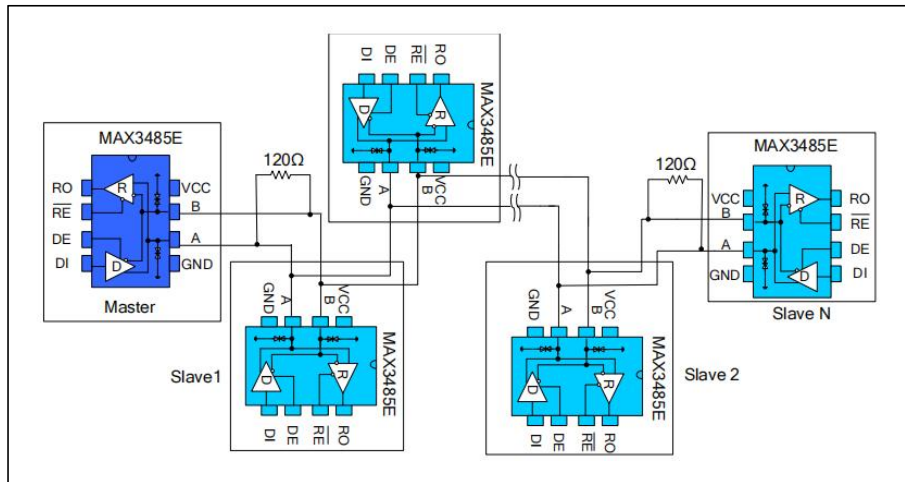 DI
DE
RE
RO
MAX3485E
GND
A
B
VCC
MAX3485E
RO
RE
DE
DI
VCC
B
A
GND
Master
120Ω
120Ω
MAX3485E
VCC
B
A
GND
RO
RE
DE
DI
Slave N
GND
A
B
VCC
MAX3485E
DI
DE
RE
RO
Slave1
GND
A
B
VCC
MAX3485E
DI
DE
RE
RO
Slave 2
D
R
R
D
D
R
D
R
R
D